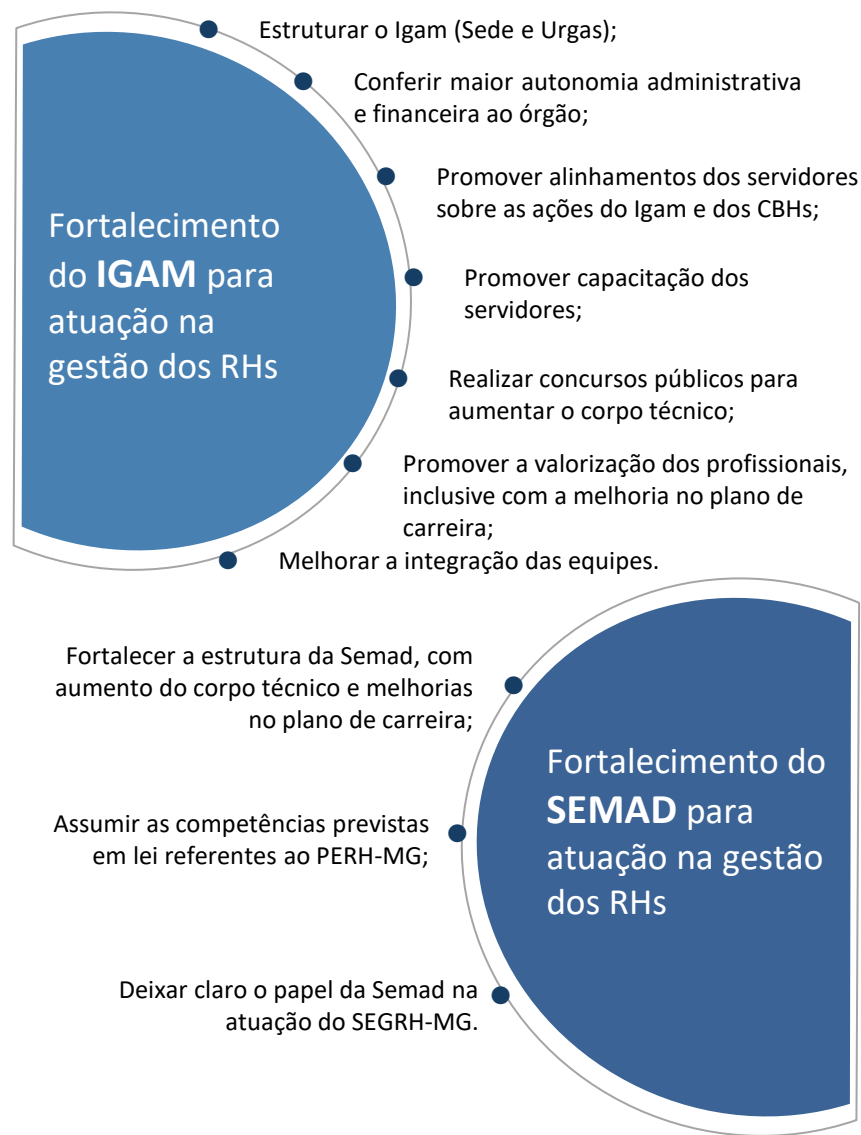 Fortalecimento
do IGAM para
atuação na
gestão dos RHs
Estruturar o Igam (Sede e Urgas);
Conferir maior autonomia administrativa
e financeira ao órgão;
Promover alinhamentos dos servidores
sobre as ações do Igam e dos CBHs;
Promover capacitação dos
servidores;
Realizar concursos públicos para
aumentar o corpo técnico;
Promover a valorização dos profissionais,
inclusive com a melhoria no plano de
carreira;
Melhorar a integração das equipes.
Fortalecimento do
SEMAD para
atuação na gestão
dos RHs
Fortalecer a estrutura da Semad, com
aumento do corpo técnico e melhorias
no plano de carreira;
Assumir as competências previstas
em lei referentes ao PERH-MG;
Deixar claro o papel da Semad na
atuação do SEGRH-MG.